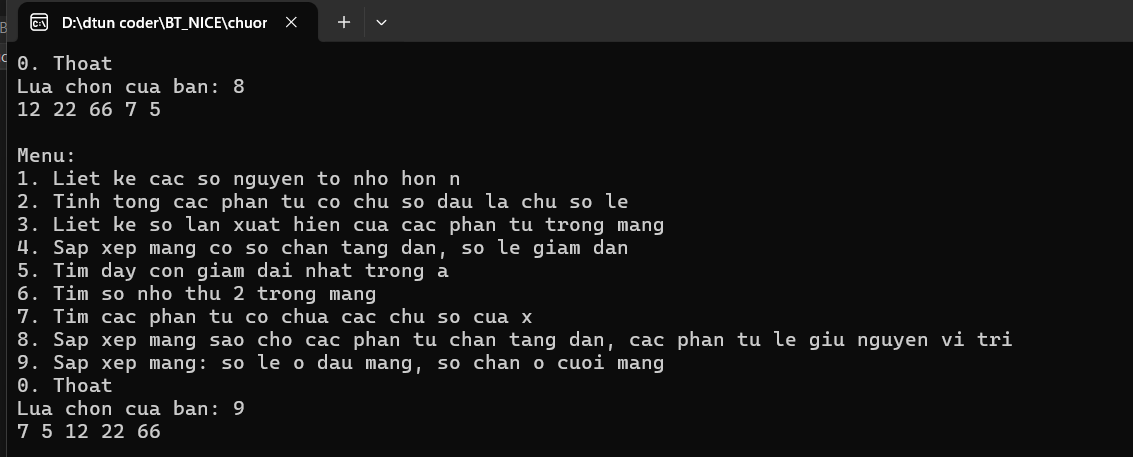 D:\dtun coder\BT_NICE\chuor
0. Thoat
Lua chon cua ban: 8
12 22 66 7 5
Menu:
1. Liet ke cac so nguyen to nho hon n
2. Tinh tong cac phan tu co chu so dau la chu so le
3. Liet ke so lan xuat hien cua cac phan tu trong mang
4. Sap xep mang co so chan tang dan, so le giam dan
5. Tim day con giam dai nhat trong a
6. Tim so nho thu 2 trong mang
7. Tim cac phan tu co chua cac chu so cua x
8. Sap xep mang sao cho cac phan tu chan tang dan, cac phan tu le giu nguyen vi tri
9. Sap xep mang: so le o dau mang, so chan o cuoi mang
0. Thoat
Lua chon cua ban: 9
7 5 12 22 66